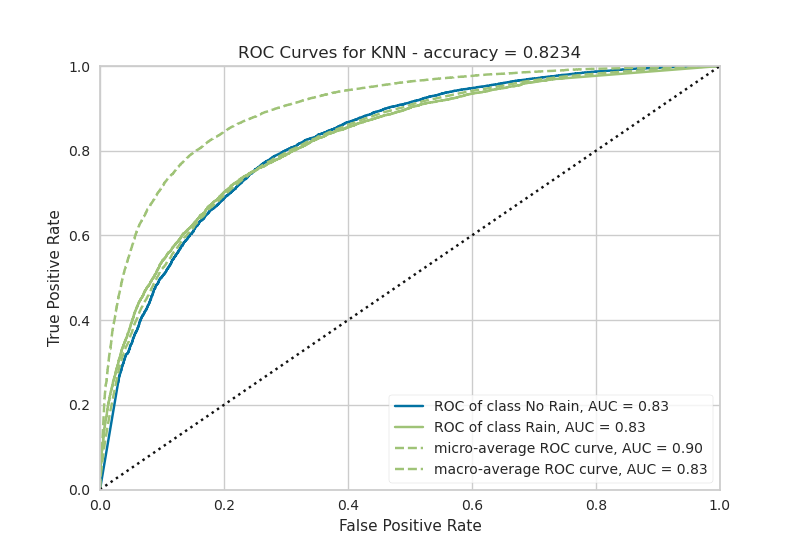 ROC Curves for KNN - accuracy = 0.8234
1.0
0.8
0.6
0.4
0.2
0.0
True Positive Rate
ROC of class No Rain, AUC = 0.83
ROC of class Rain, AUC = 0.83
micro-average ROC curve, AUC = 0.90
macro-average ROC curve, AUC = 0.83
0.0 0.2 0.4 0.6 0.8 1.0
False Positive Rate